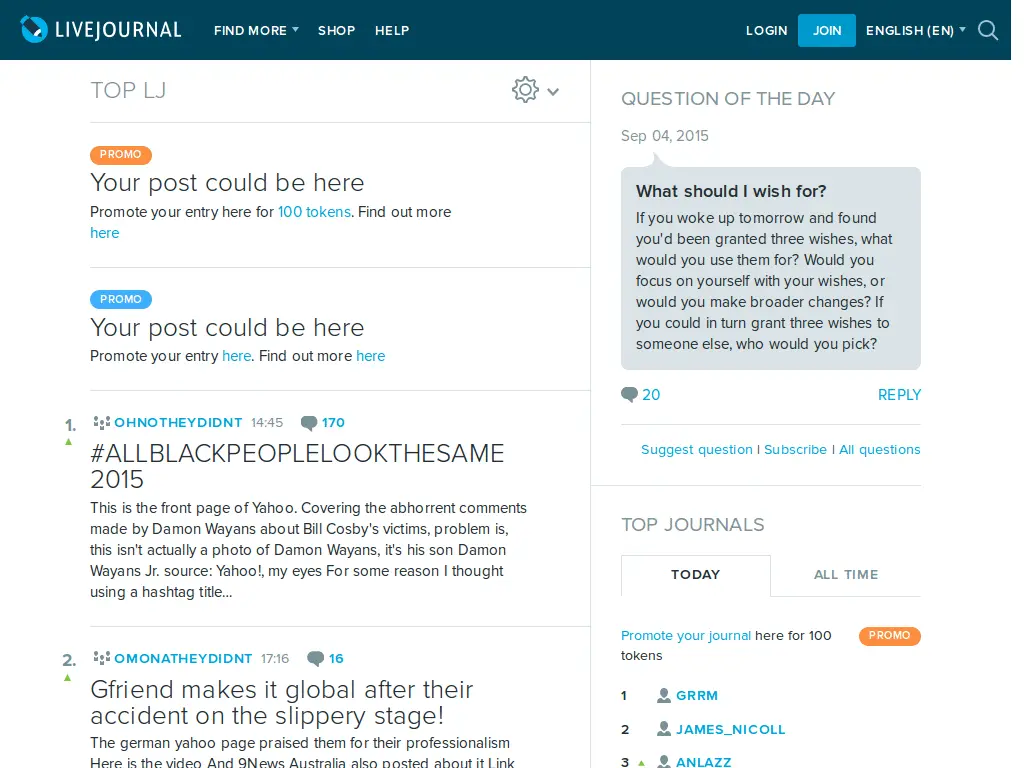 LIVEJOURNAL FIND MORE SHOP HELP LOGIN JOIN ENGLISH (EN)
TOP LJ
PROMO
Your post could be here
Promote your entry here for 100 tokens. Find out more
here
PROMO
Your post could be here
Promote your entry here. Find out more here
1. OHNOTHEYDIDNT 14:45 170
#ALLBLACKPEOPLELOOKTHESAME
2015
This is the front page of Yahoo. Covering the abhorrent comments
made by Damon Wayans about Bill Cosby's victims, problem is,
this isn't actually a photo of Damon Wayans, it's his son Damon
Wayans Jr. source: Yahoo!, my eyes For some reason I thought
using a hashtag title...
2. OMONATHEYDIDNT 17:16 16
Gfriend makes it global after their
accident on the slippery stage!
The german yahoo page praised them for their professionalism
Here is the video And 9News Australia also posted about it Link
QUESTION OF THE DAY
Sep 04, 2015
What should I wish for?
If you woke up tomorrow and found
you'd been granted three wishes, what
would you use them for? Would you
focus on yourself with your wishes, or
would you make broader changes? If
you could in turn grant three wishes to
someone else, who would you pick?
20 REPLY
Suggest question | Subscribe | All questions
TOP JOURNALS
TODAY ALL TIME
Promote your journal here for 100 PROMO
tokens
1 GRRM
2 JAMES_NICOLL
3 ANLAZZ